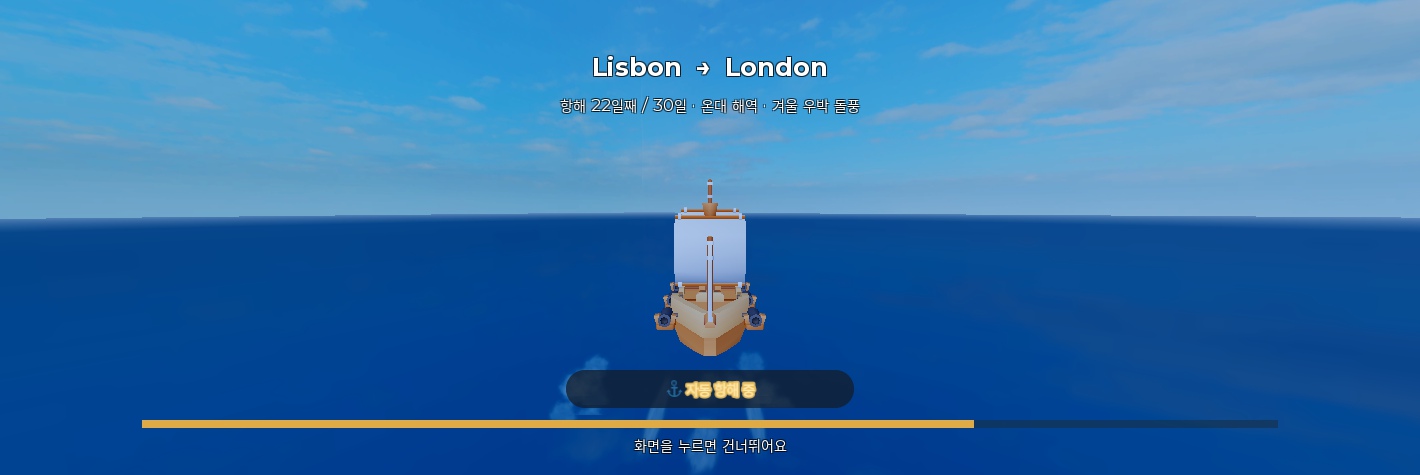 Lisbon → London
항해 22일째 / 30일 · 온대 해역 · 겨울 우박 돌풍
⚓ 자동 항해 중
화면을 누르면 건너뛰어요